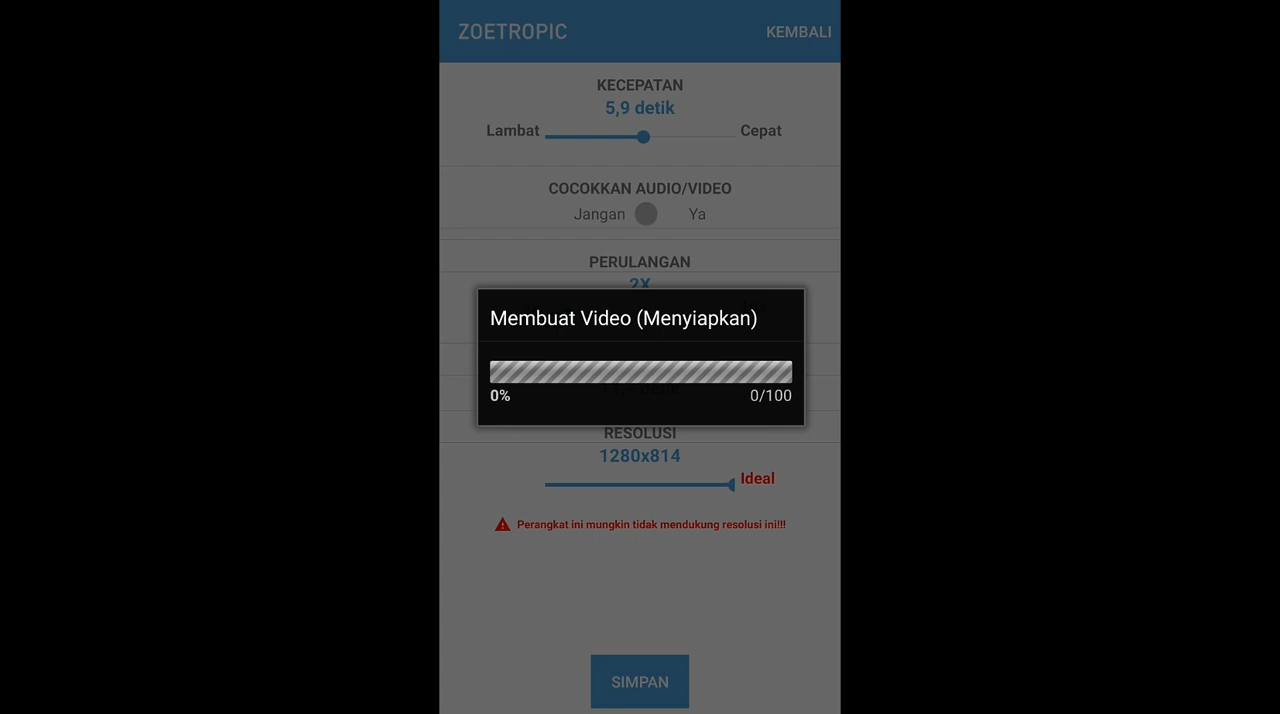 ZOETROPIC
KEMBALI
KECEPATAN
5,9 detik
Lambat
Cepat
COCOKKAN AUDIO/VIDEO
Jangan
Ya
PERULANGAN
2X
Membuat Video (Menyiapkan)
0%
0/100
RESOLUSI
1280x814
Ideal
Perangkat ini mungkin tidak mendukung resolusi ini!!!
SIMPAN